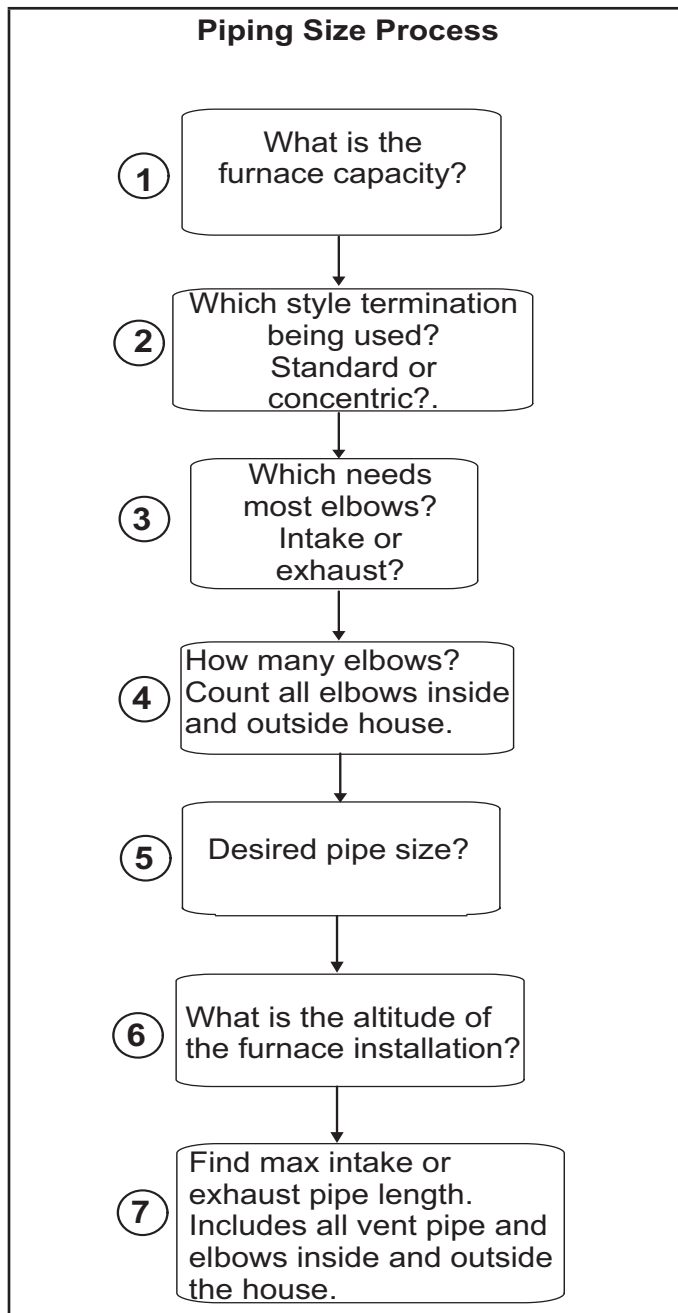 Piping Size Process
1
What is the
furnace capacity?
2
Which style termination
being used?
Standard or
concentric?.
3
Which needs
most elbows?
Intake or
exhaust?
4
How many elbows?
Count all elbows inside
and outside house.
5
Desired pipe size?
6
What is the altitude of
the furnace installation?
7
Find max intake or
exhaust pipe length.
Includes all vent pipe and
elbows inside and outside
the house.